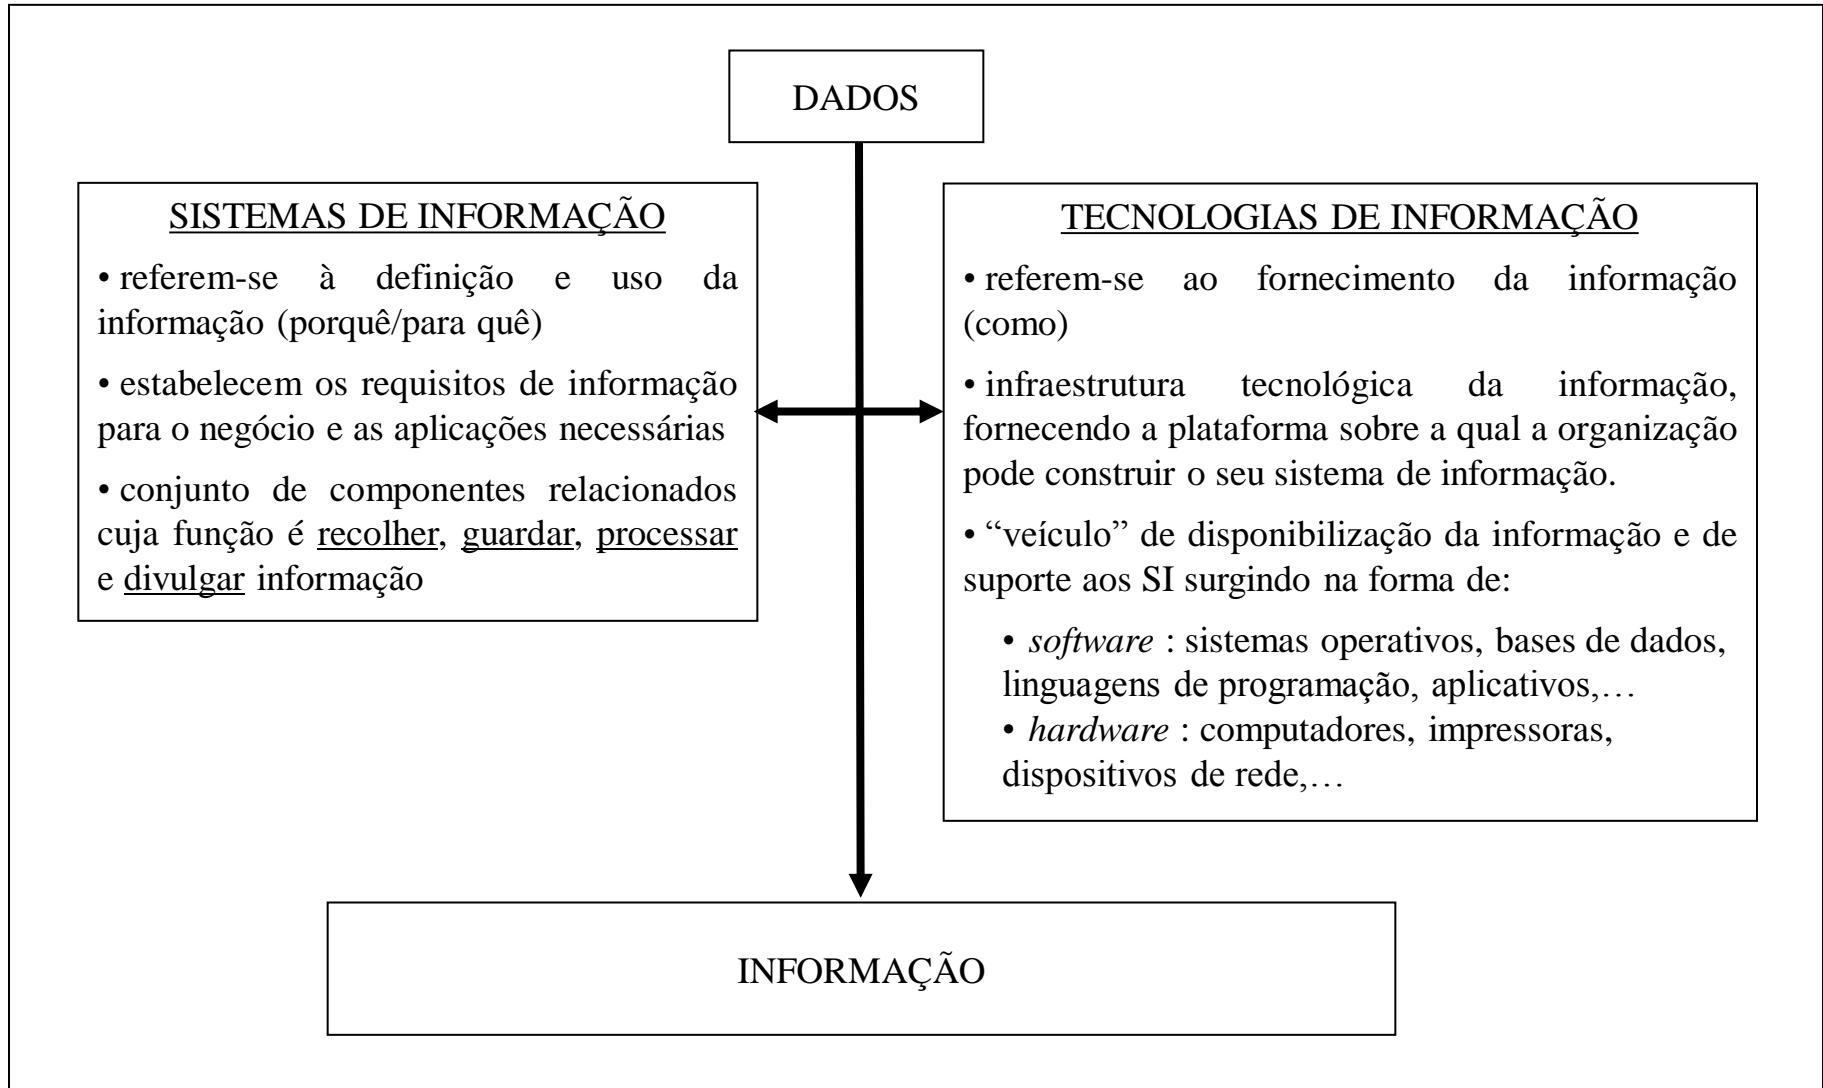 DADOS
SISTEMAS DE INFORMAÇÃO
• referem-se à definição e uso da
informação (porquê/para quê)
• estabelecem os requisitos de informação
para o negócio e as aplicações necessárias
• conjunto de componentes relacionados
cuja função é recolher, guardar, processar
e divulgar informação
TECNOLOGIAS DE INFORMAÇÃO
• referem-se ao fornecimento da informação
(como)
• infraestrutura tecnológica da informação,
fornecendo a plataforma sobre a qual a organização
pode construir o seu sistema de informação.
• “veículo” de disponibilização da informação e de
suporte aos SI surgindo na forma de:
• software : sistemas operativos, bases de dados,
linguagens de programação, aplicativos,…
• hardware : computadores, impressoras,
dispositivos de rede,…
INFORMAÇÃO